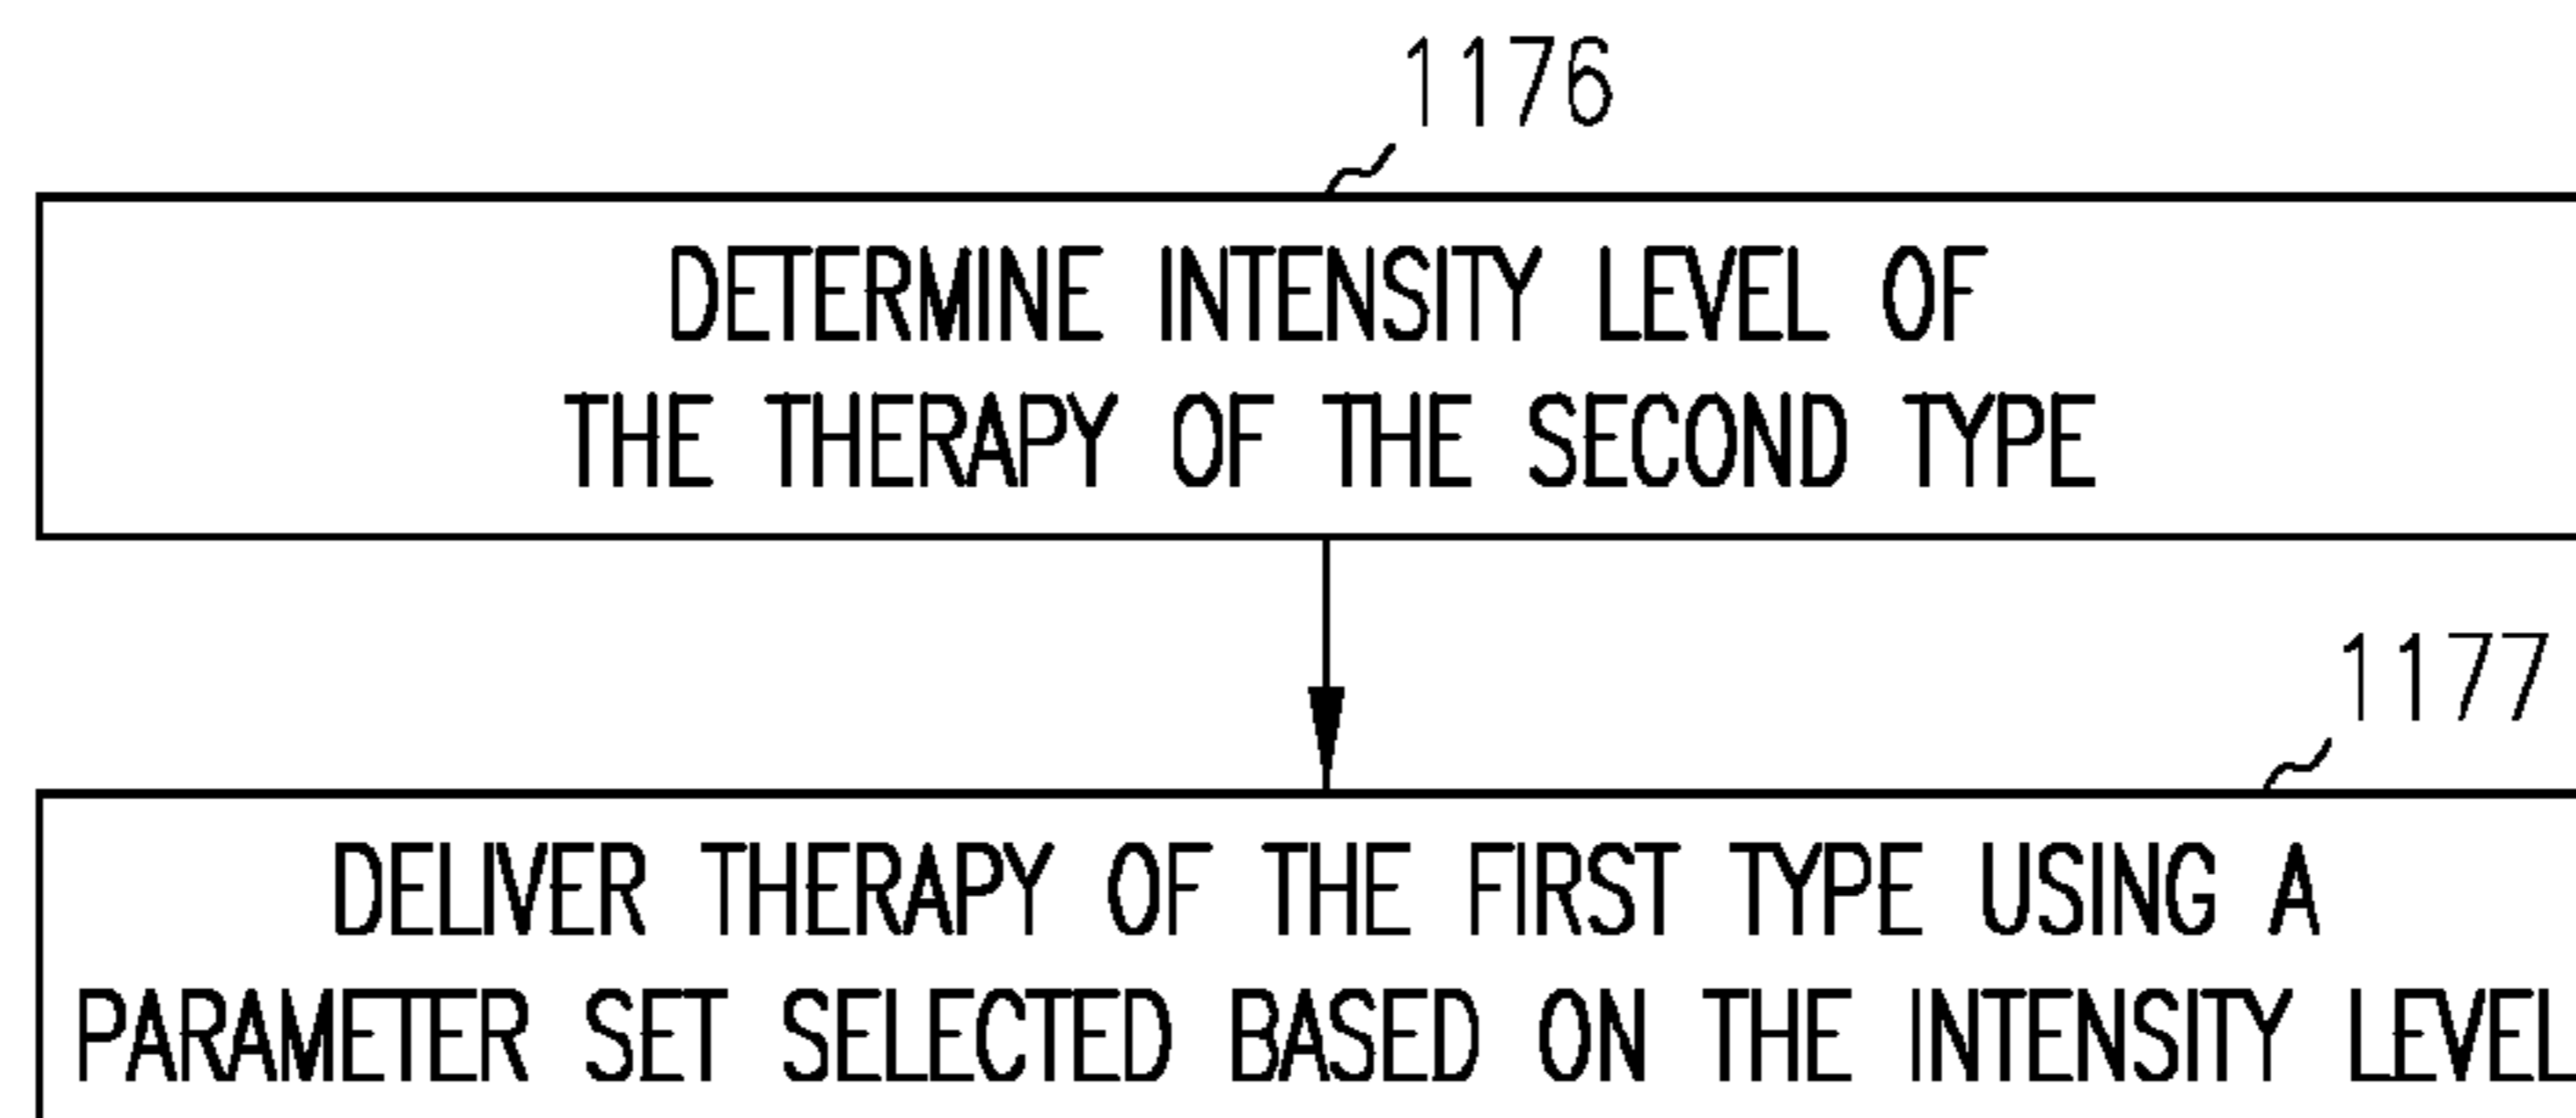 1176
DETERMINE INTENSITY LEVEL OF
THE THERAPY OF THE SECOND TYPE
1177
DELIVER THERAPY OF THE FIRST TYPE USING A
PARAMETER SET SELECTED BASED ON THE INTENSITY LEVEL